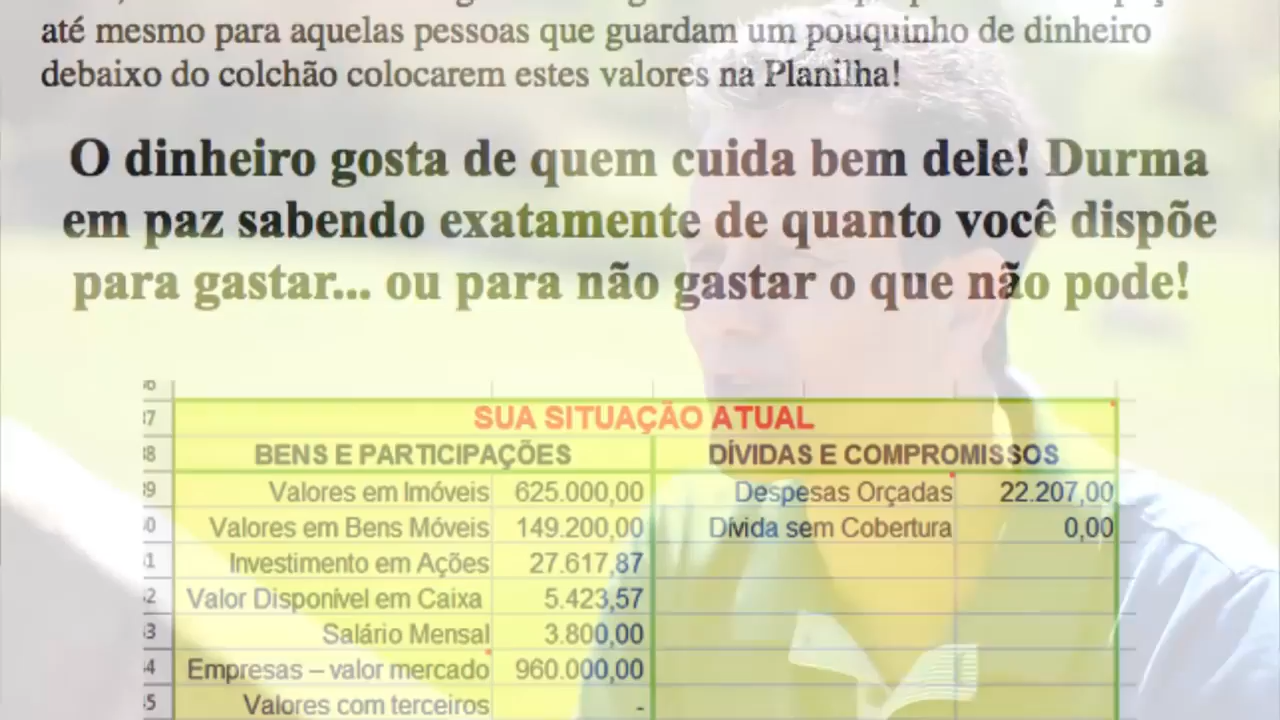 até mesmo para aquelas pessoas que guardam um pouquinho de dinheiro
debaixo do colchão colocarem estes valores na Planilha!
O dinheiro gosta de quem cuida bem dele! Durma
em paz sabendo exatamente de quanto você dispõe
para gastar... ou para não gastar o que não pode!
SUA SITUAÇÃO ATUAL
BENS E PARTICIPAÇÕES DÍVIDAS E COMPROMISSOS
Valores em Imóveis 625.000,00 Despesas Orçadas 22.207,00
Valores em Bens Móveis 149.200,00 Dívida sem Cobertura 0,00
Investimento em Ações 27.617,87
Valor Disponível em Caixa 5.423,57
Salário Mensal 3.800,00
Empresas – valor mercado 960.000,00
Valores com terceiros -